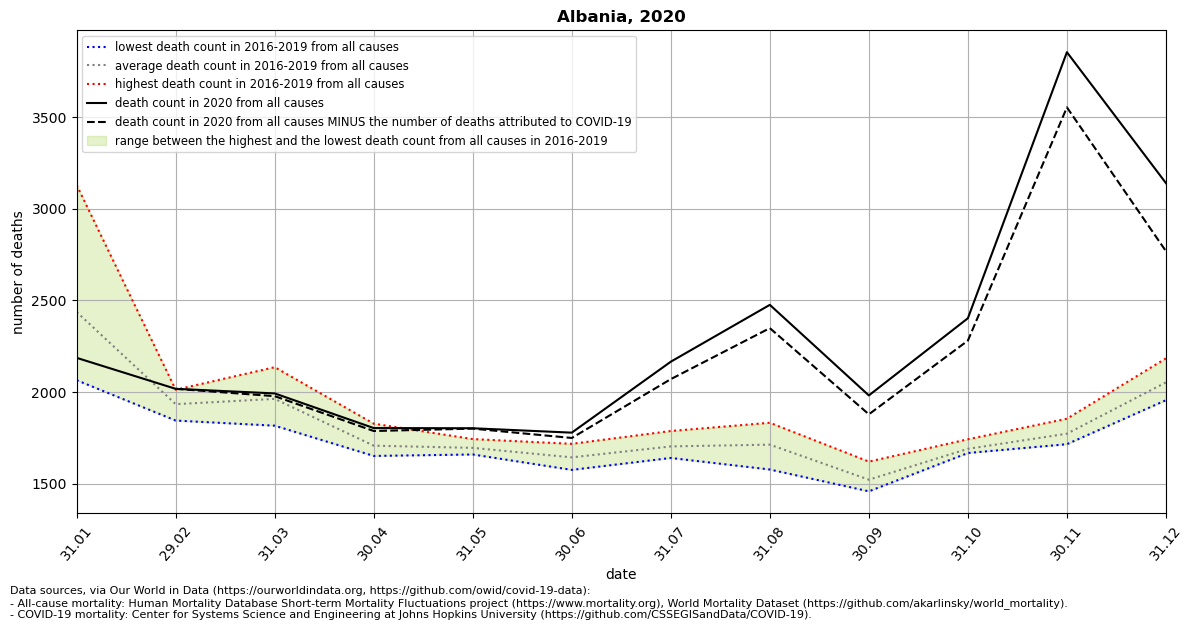 Albania, 2020
lowest death count in 2016-2019 from all causes
average death count in 2016-2019 from all causes
highest death count in 2016-2019 from all causes
death count in 2020 from all causes
death count in 2020 from all causes MINUS the number of deaths attributed to COVID-19
range between the highest and the lowest death count from all causes in 2016-2019
number of deaths
3500
3000
2500
2000
1500
31.01
29.02
31.03
30.04
31.05
30.06
31.07
31.08
30.09
31.10
30.11
31.12
date
Data sources, via Our World in Data (https://ourworldindata.org, https://github.com/owid/covid-19-data):
- All-cause mortality: Human Mortality Database Short-term Mortality Fluctuations project (https://www.mortality.org), World Mortality Dataset (https://github.com/akarlinsky/world_mortality).
- COVID-19 mortality: Center for Systems Science and Engineering at Johns Hopkins University (https://github.com/CSSEGISandData/COVID-19).